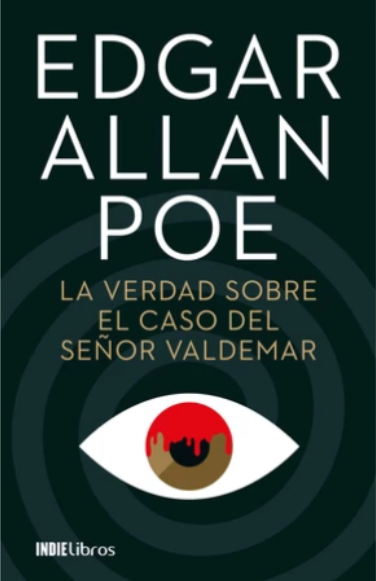 EDGAR
ALLAN
POE
LA VERDAD SOBRE
EL CASO DEL
SEÑOR VALDEMAR
INDIELibros